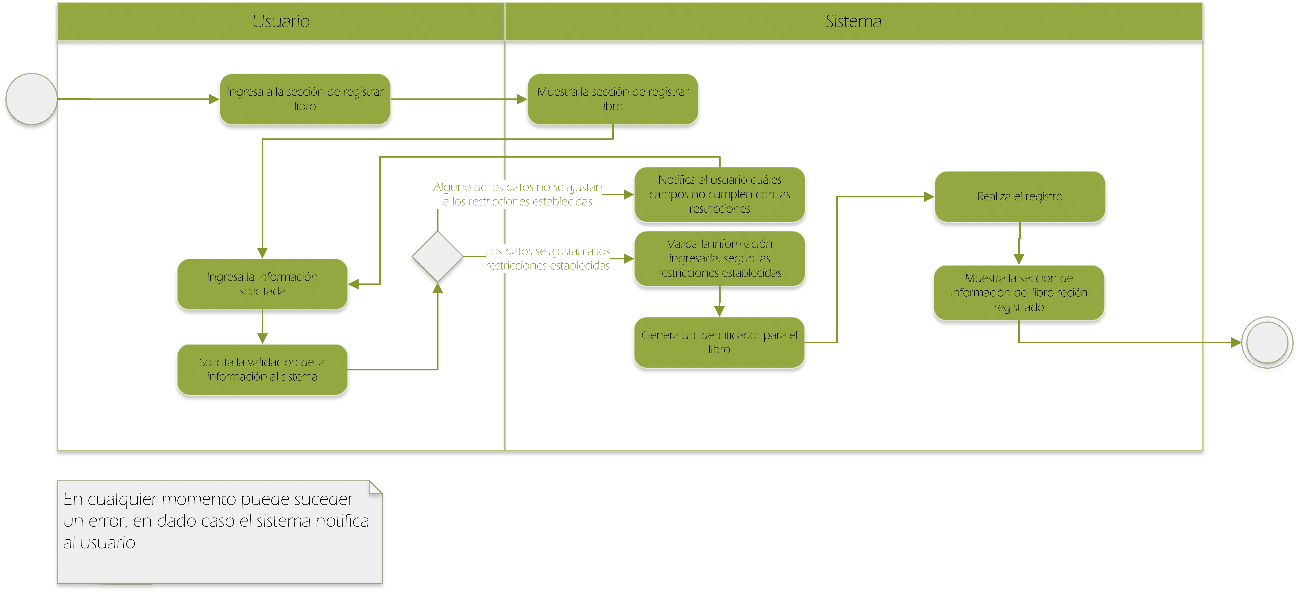 Usuario
Sistema
Ingresa a la sección de registrar
libro
Muestra la sección de registrar
libro
Alguno de los datos no se ajustan
a los restricciones establecidas
Notifica al usuario cuáles
campos no cumplen con las
restricciones
Realiza el registro
Los datos se ajustan a los
restricciones establecidas
Valida la información
ingresada, según las
restricciones establecidas
Ingresa la información
solicitada
Muestra la sección de
información de libro recién
registrado
Genera un identificador para el
libro
Solicita la validación de la
información al sistema
En cualquier momento puede suceder
un error, en dado caso el sistema notifica
al usuario